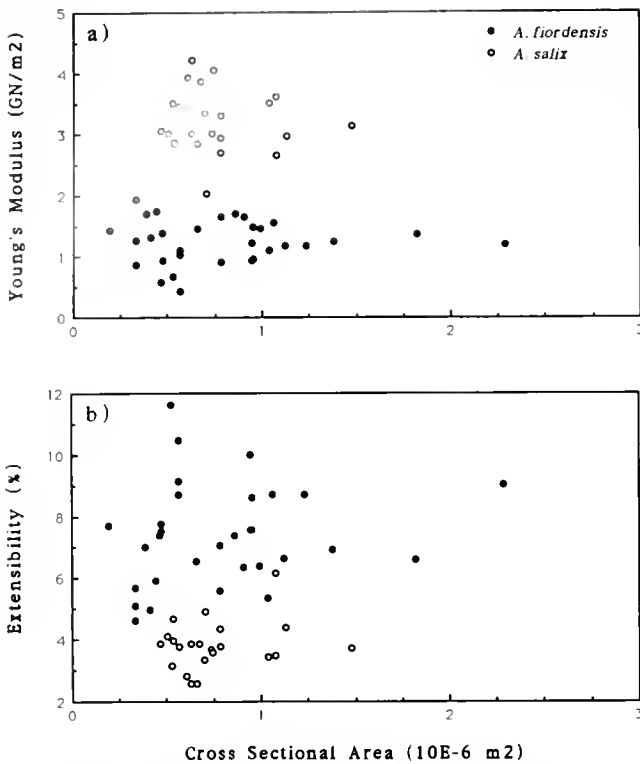 a)
A. fiordensis
A. salix
Young's Modulus (GN/m2)
5
4
3
2
1
0
0
1
2
3
b)
Extensibility (%)
12
10
8
6
4
2
0
1
2
3
Cross Sectional Area (10E-6 m2)